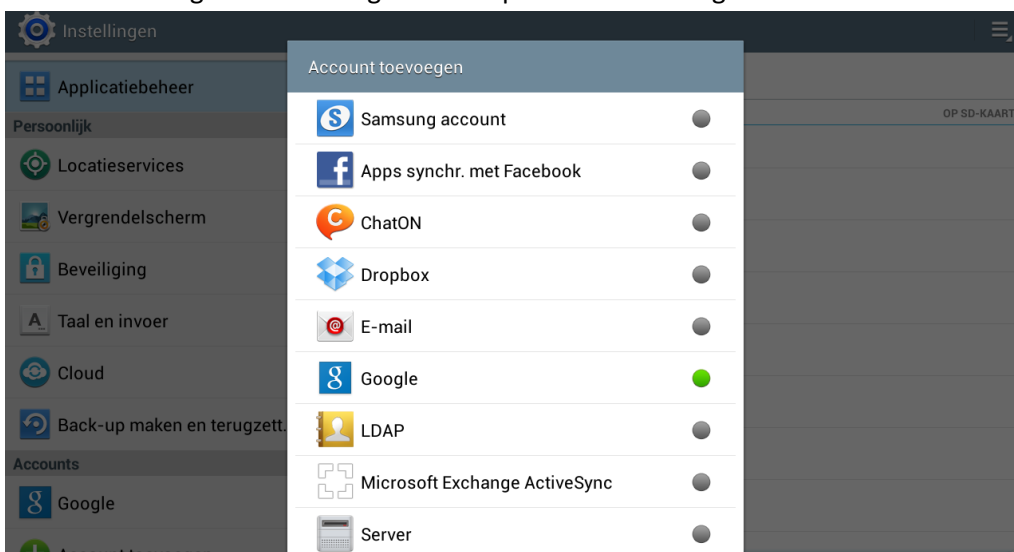 Instellingen
Applicatiebeheer
Persoonlijk
Locatieservices
Vergrendelscherm
Beveiliging
Taal en invoer
Cloud
Back-up maken en terugzett.
Accounts
Google
Account toevoegen
OP SD-KAART
Samsung account
Apps synchr. met Facebook
ChatON
Dropbox
E-mail
Google
LDAP
Microsoft Exchange ActiveSync
Server